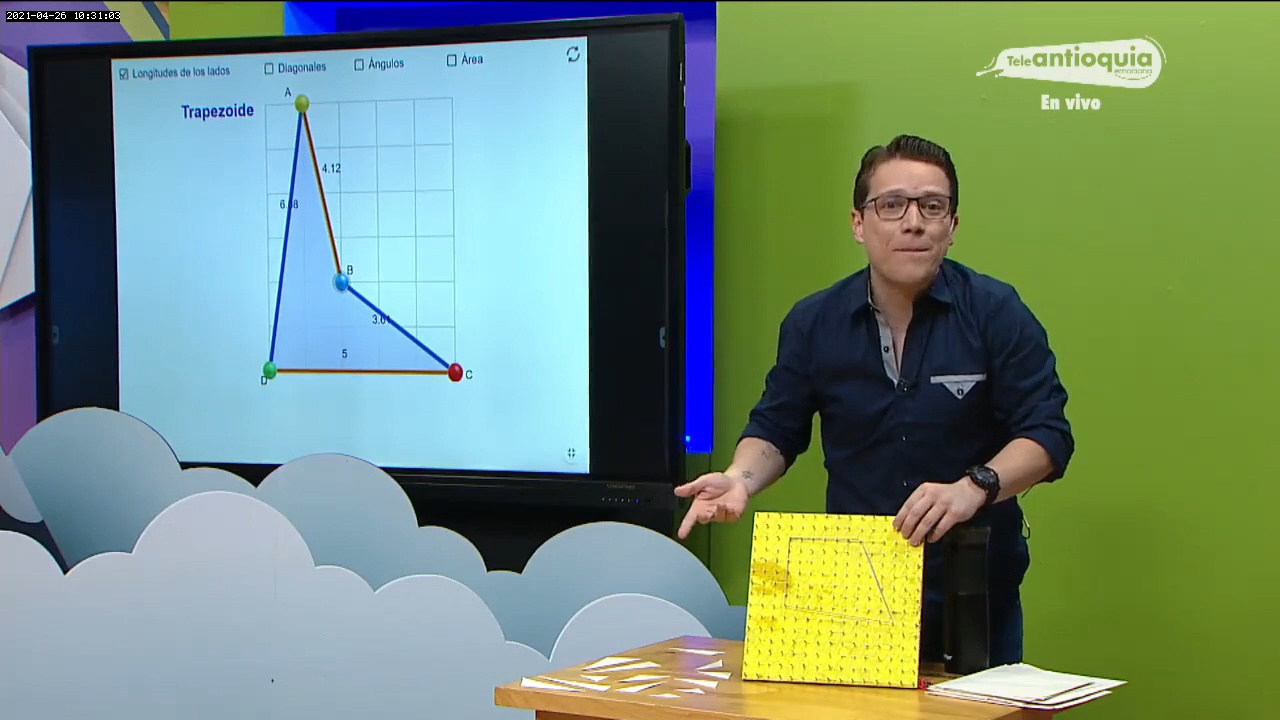 2021-04-26 10:31:03
Longitudes de los lados
Diagonales
Ángulos
Área
Trapezoide
A
4.12
B
3.61
5
D
C
Teleantioquia
emociona
En vivo